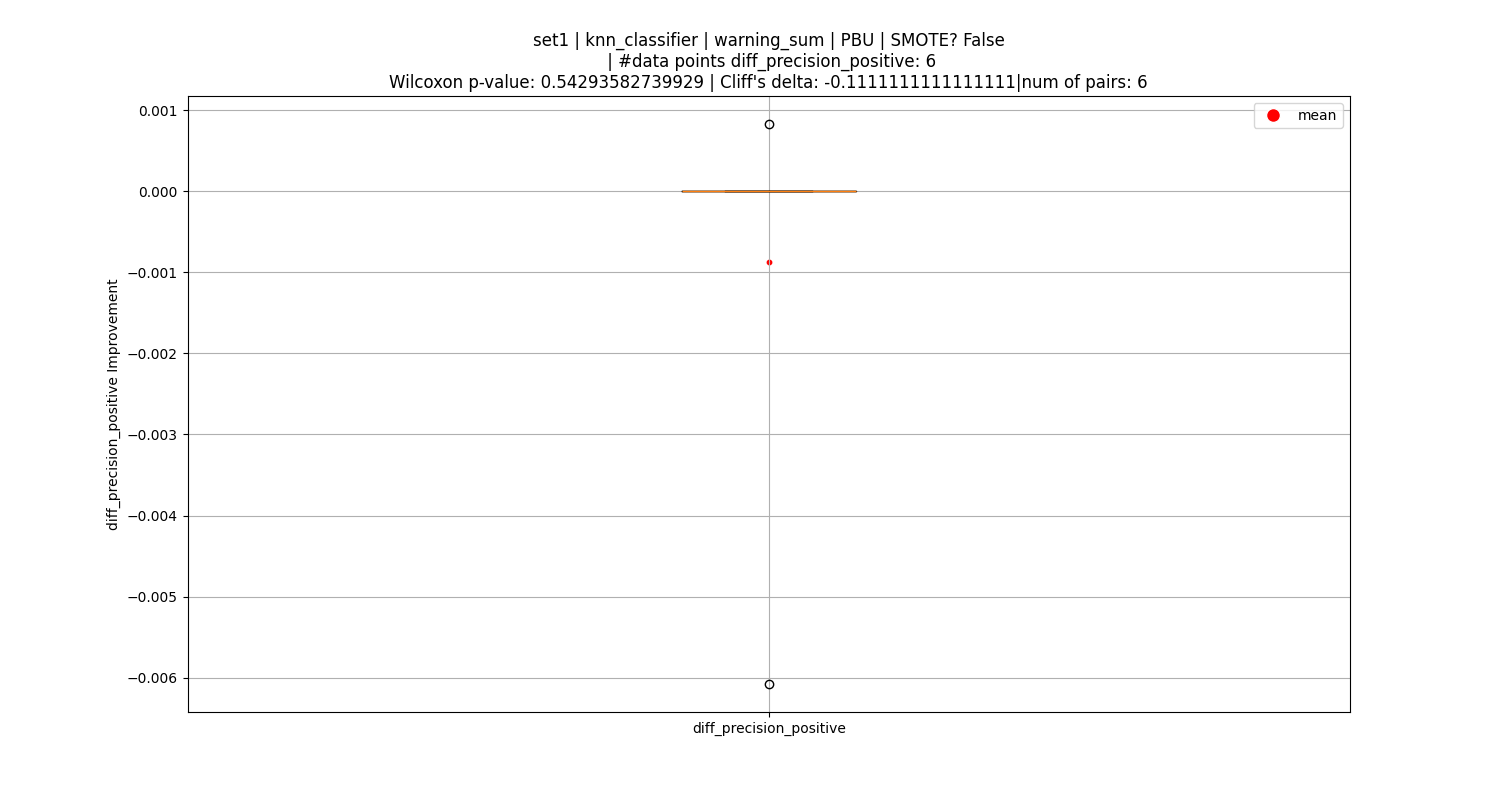 set1 | knn_classifier | warning_sum | PBU | SMOTE? False
| #data points diff_precision_positive: 6
Wilcoxon p-value: 0.54293582739929 | Cliff's delta: -0.1111111111111111|num of pairs: 6
mean
0.001
0.000
−0.001
−0.002
−0.003
−0.004
−0.005
−0.006
diff_precision_positive Improvement
diff_precision_positive